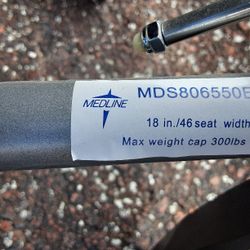 MEDLINE
MDS806550E
18 in./46 seat width
Max weight cap 300lbs